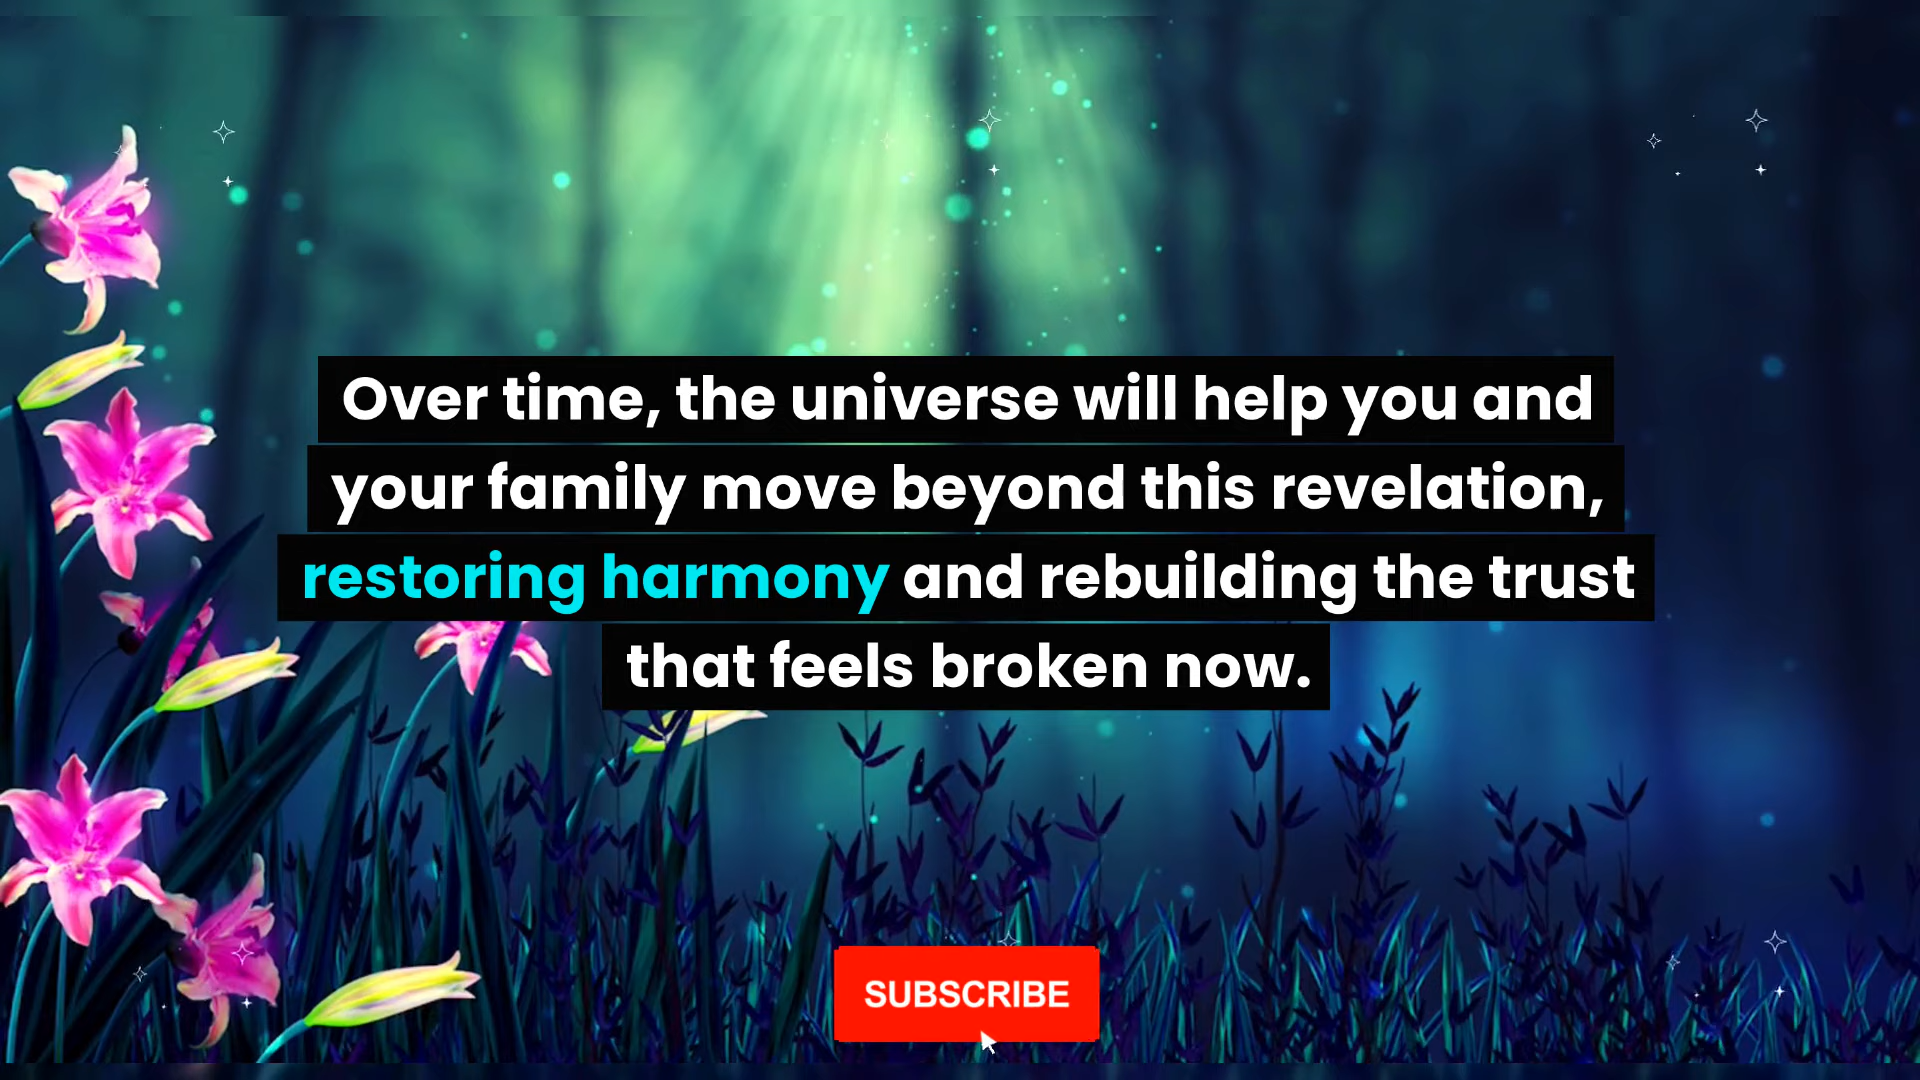 Over time, the universe will help you and
your family move beyond this revelation,
restoring harmony and rebuilding the trust
that feels broken now.
SUBSCRIBE